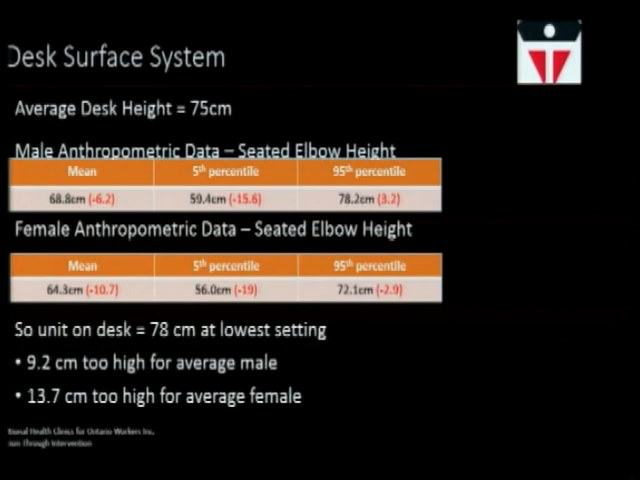 Desk Surface System
Average Desk Height = 75cm
Male Anthropometric Data – Seated Elbow Height
Mean 5th percentile 95th percentile
68.8cm (-6.2) 59.4cm (-15.6) 78.2cm (3.2)
Female Anthropometric Data – Seated Elbow Height
Mean 5th percentile 95th percentile
64.3cm (-10.7) 56.0cm (-19) 72.1cm (-2.9)
So unit on desk = 78 cm at lowest setting
• 9.2 cm too high for average male
• 13.7 cm too high for average female
tional Health Clinics for Ontario Workers Inc.
ion Through Intervention